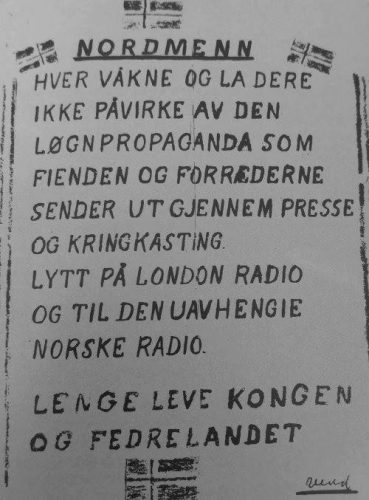 NORDMENN
HVER VÅKNE OG LA DERE
IKKE PÅVIRKE AV DEN
LØGNPROPAGANDA SOM
FIENDEN OG FORRÆDERNE
SENDER UT GJENNEM PRESSE
OG KRINGKASTING.
LYTT PÅ LONDON RADIO
OG TIL DEN UAVHENGIE
NORSKE RADIO.
LENGE LEVE KONGEN
OG FEDRELANDET